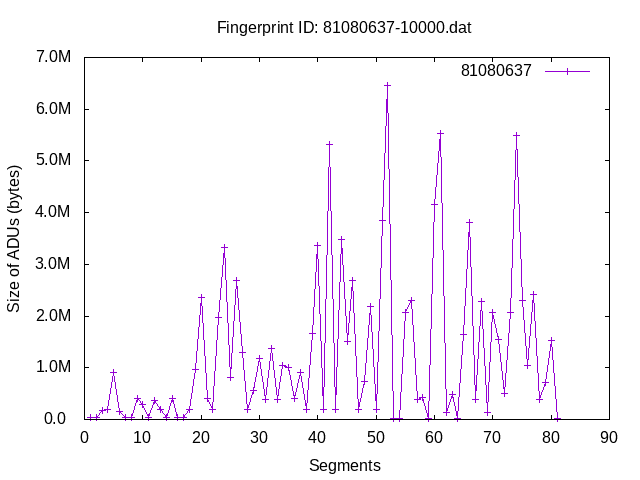 Fingerprint ID: 81080637-10000.dat
7.0M
81080637
6.0M
5.0M
4.0M
3.0M
2.0M
1.0M
0.0
Size of ADUs (bytes)
0 10 20 30 40 50 60 70 80 90
Segments